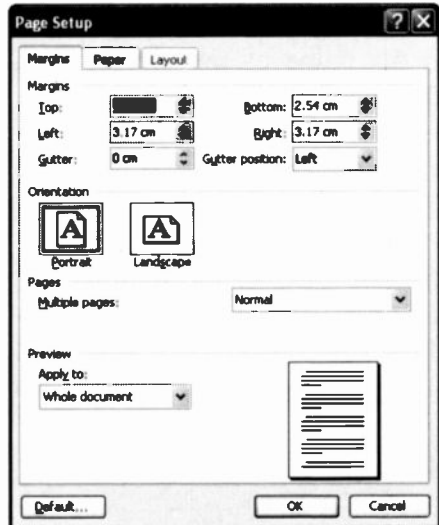 Page Setup
Margins Paper Layout
Margins
Top: Bottom: 2.54 cm
Left: 3.17 cm Right: 3.17 cm
Gutter: 0 cm Gutter position: Left
Orientation
A A
Portrait Landscape
Pages
Multiple pages: Normal
Preview
Apply to:
Whole document
Default... OK Cancel